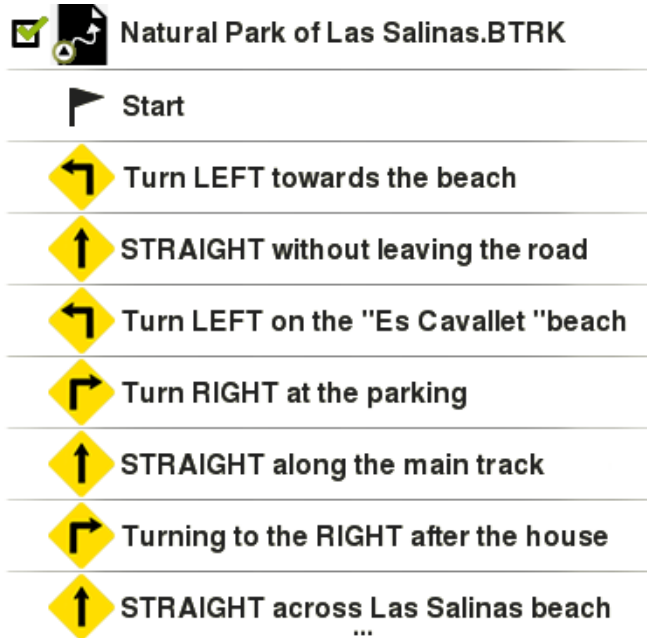 Natural Park of Las Salinas.BTRK
Start
Turn LEFT towards the beach
STRAIGHT without leaving the road
Turn LEFT on the "Es Cavallet "beach
Turn RIGHT at the parking
STRAIGHT along the main track
Turning to the RIGHT after the house
STRAIGHT across Las Salinas beach
...